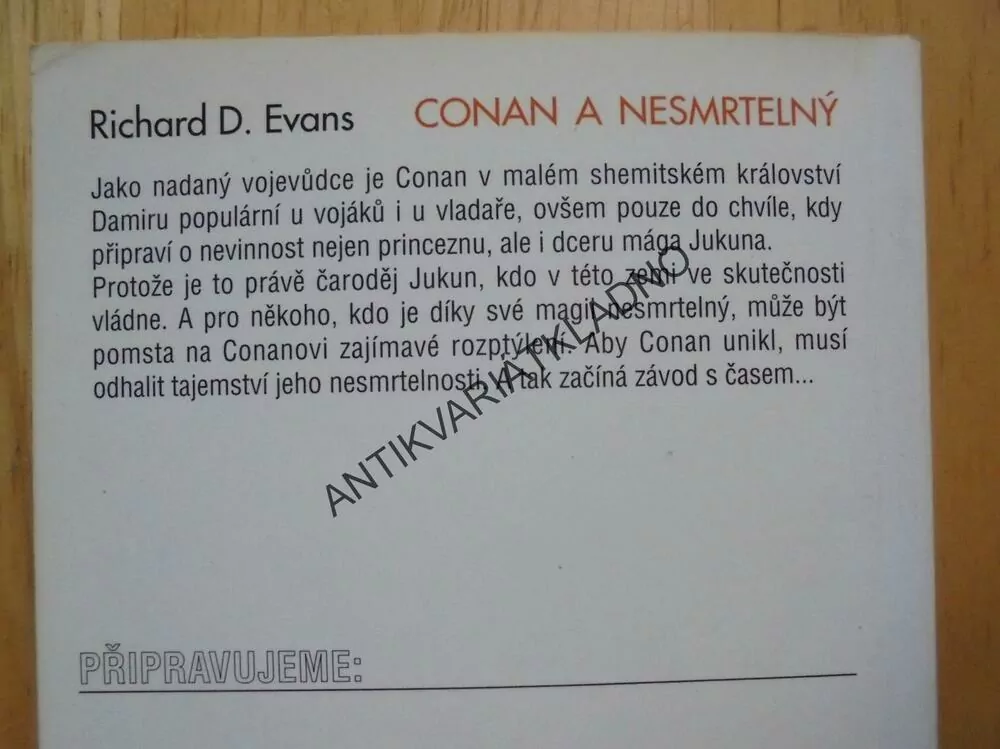 Richard D. Evans CONAN A NESMRTELNÝ
Jako nadaný vojevůdce je Conan v malém shemitském království
Damiru populární u vojáků i u vladaře, ovšem pouze do chvíle, kdy
připraví o nevinnost nejen princeznu, ale i dceru mága Jukuna.
Protože je to právě čaroděj Jukun, kdo v této zemi ve skutečnosti
vládne. A pro někoho, kdo je díky své magii nesmrtelný, může být
pomsta na Conanovi zajímavé rozptýlení. Aby Conan unikl, musí
odhalit tajemství jeho nesmrtelnosti. A tak začíná závod s časem...
ANTIKVARIÁTKLADNO
PŘIPRAVUJEME: